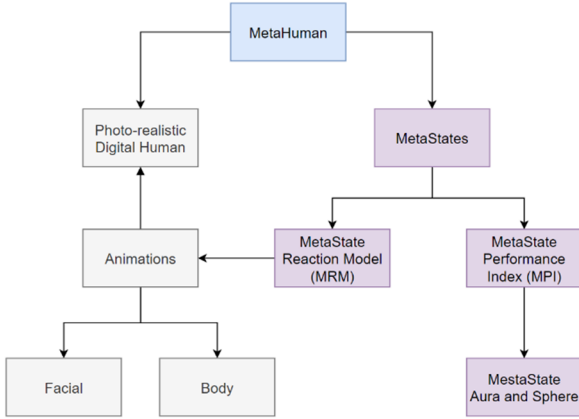 MetaHuman
Photo-realistic
Digital Human
MetaStates
Animations
MetaState
Reaction Model
(MRM)
MetaState
Performance
Index (MPI)
Facial
Body
MestaState
Aura and Sphere